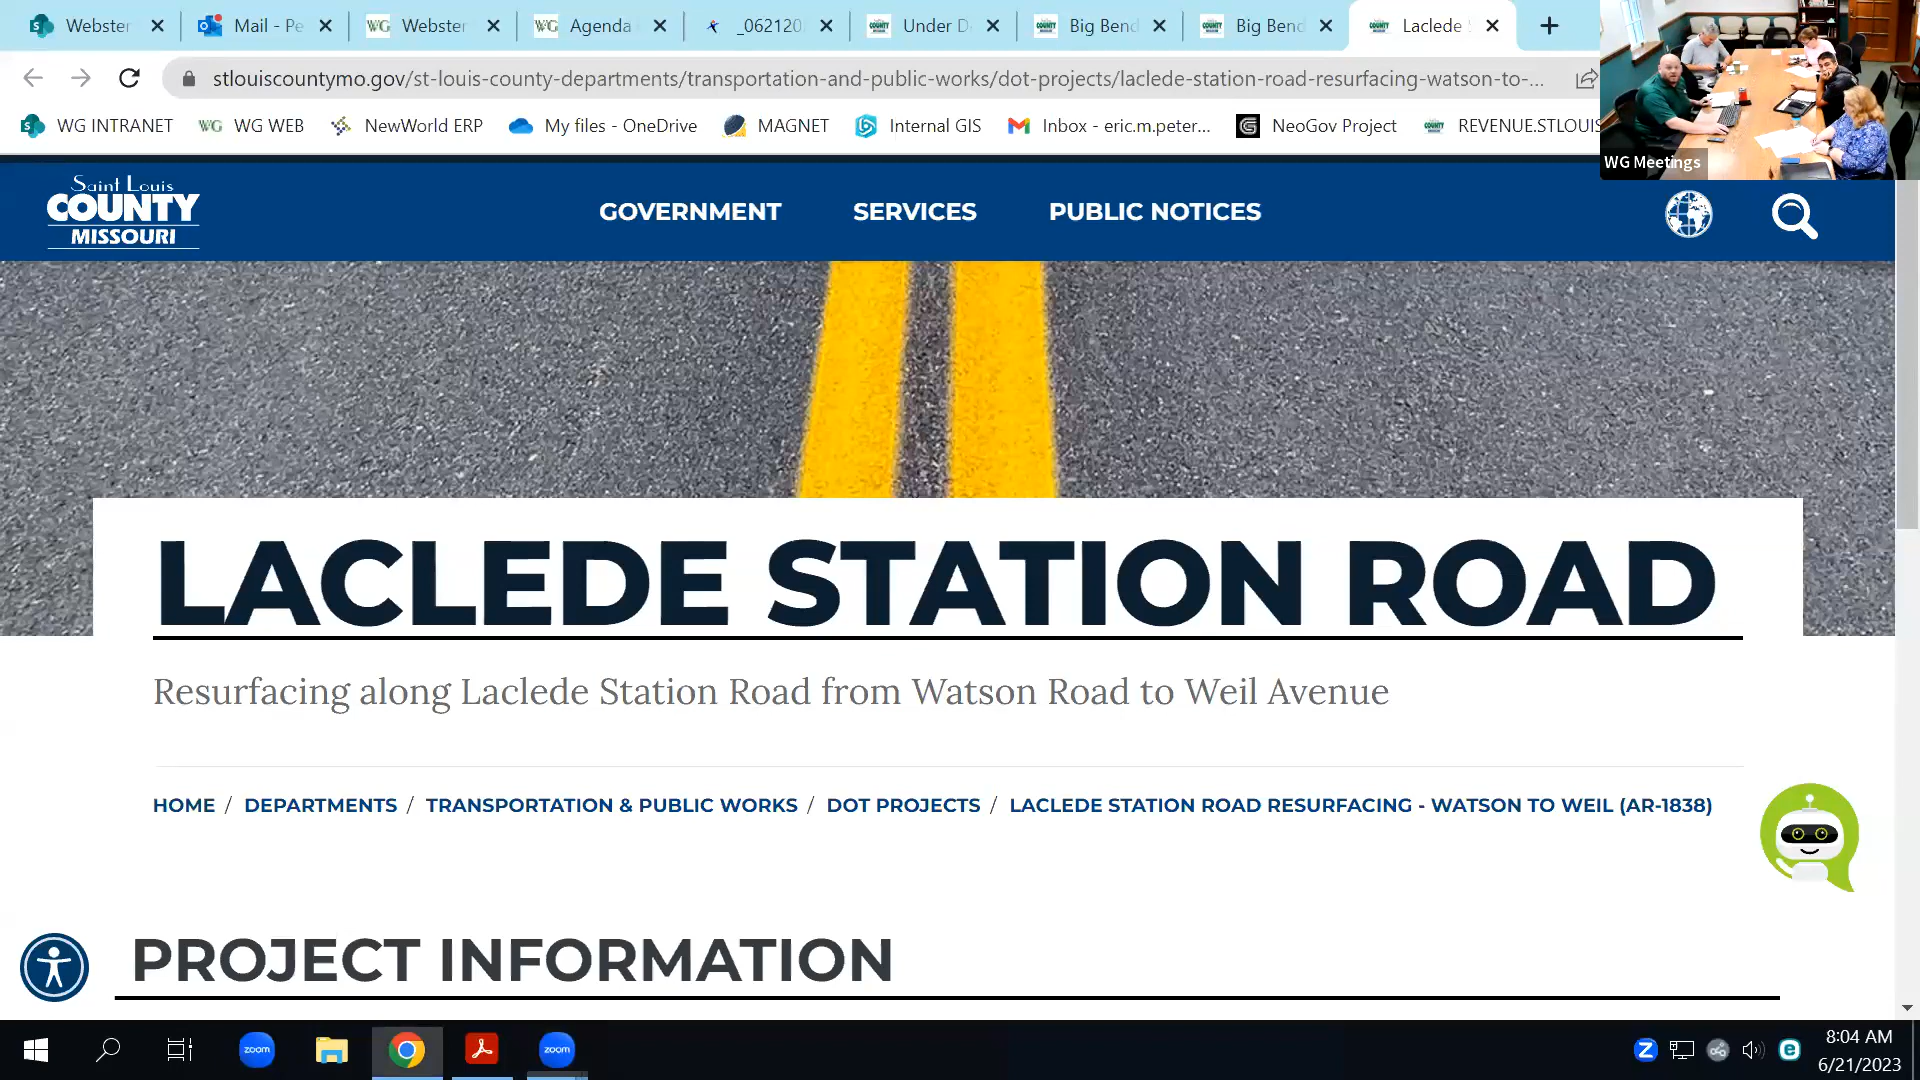 Webster
Mail - Pe
Webster
Agenda
_062120
Under D
Big Bend
Big Bend
Laclede S
stlouiscountymo.gov/st-louis-county-departments/transportation-and-public-works/dot-projects/laclede-station-road-resurfacing-watson-to-...
WG INTRANET
WG WEB
NewWorld ERP
My files - OneDrive
MAGNET
Internal GIS
Inbox - eric.m.peter...
NeoGov Project
REVENUE.STLOUIS
WG Meetings
Saint Louis
COUNTY
MISSOURI
GOVERNMENT
SERVICES
PUBLIC NOTICES
LACLEDE STATION ROAD
Resurfacing along Laclede Station Road from Watson Road to Weil Avenue
HOME / DEPARTMENTS / TRANSPORTATION & PUBLIC WORKS / DOT PROJECTS / LACLEDE STATION ROAD RESURFACING - WATSON TO WEIL (AR-1838)
PROJECT INFORMATION
zoom
zoom
8:04 AM
6/21/2023